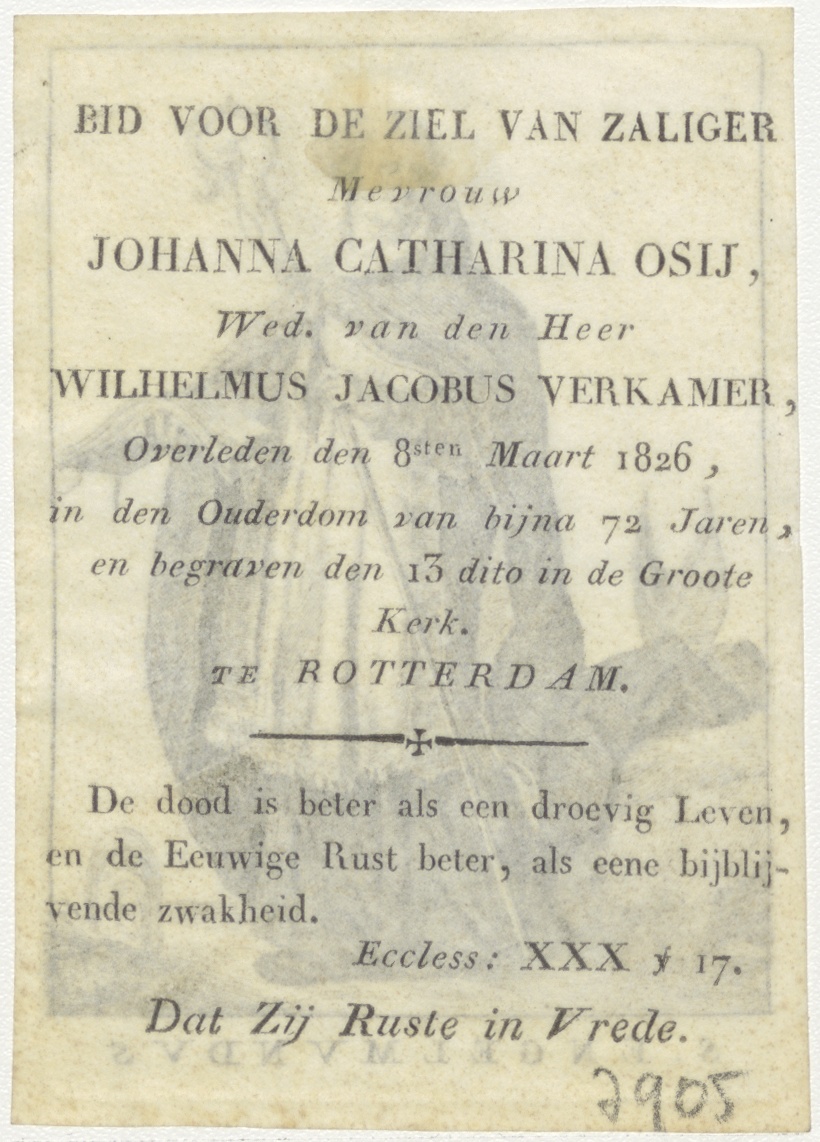 BID VOOR DE ZIEL VAN ZALIGER
Mevrouw
JOHANNA CATHARINA OSIJ,
Wed. van den Heer
WILHELMUS JACOBUS VERKAMER,
Overleden den 8sten Maart 1826,
in den Ouderdom van bijna 72 Jaren,
en begraven den 13 dito in de Groote
Kerk.
TE ROTTERDAM.
De dood is beter als een droevig Leven,
en de Eeuwige Rust beter, als eene bijblij-
vende zwakheid.
Eccless: XXX ℣ 17.
Dat Zij Ruste in Vrede.
S. ENGELMVNDVS